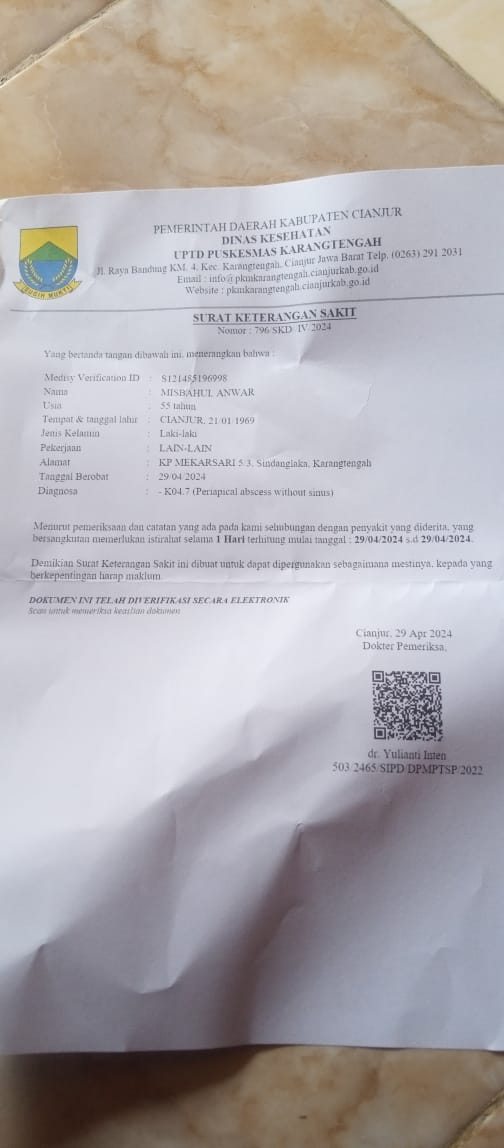 PEMERINTAH DAERAH KABUPATEN CIANJUR
DINAS KESEHATAN
UPTD PUSKESMAS KARANGTENGAH
Jl. Raya Bandung KM. 4, Kec. Karangtengah, Cianjur Jawa Barat Telp. (0263) 291 2031
Email : info@pkmkarangtengah.cianjurkab.go.id
Website : pkmkarangtengah.cianjurkab.go.id
SUGIH MUKTI
SURAT KETERANGAN SAKIT
Nomor : 796/SKD/IV/2024
Yang bertanda tangan dibawah ini, menerangkan bahwa :
Medisy Verification ID : S121485196998
Nama : MISBAHUL ANWAR
Usia : 55 tahun
Tempat & tanggal lahir : CIANJUR, 21/01/1969
Jenis Kelamin : Laki-laki
Pekerjaan : LAIN-LAIN
Alamat : KP MEKARSARI 5/3, Sindanglaka, Karangtengah
Tanggal Berobat : 29/04/2024
Diagnosa : - K04.7 (Periapical abscess without sinus)
Menurut pemeriksaan dan catatan yang ada pada kami sehubungan dengan penyakit yang diderita, yang
bersangkutan memerlukan istirahat selama 1 Hari terhitung mulai tanggal : 29/04/2024 s.d 29/04/2024.
Demikian Surat Keterangan Sakit ini dibuat untuk dapat dipergunakan sebagaimana mestinya, kepada yang
berkepentingan harap maklum.
DOKUMEN INI TELAH DIVERIFIKASI SECARA ELEKTRONIK
Scan untuk memeriksa keaslian dokumen
Cianjur, 29 Apr 2024
Dokter Pemeriksa,
dr. Yulianti Inten
503/2465/SIPD/DPMPTSP/2022